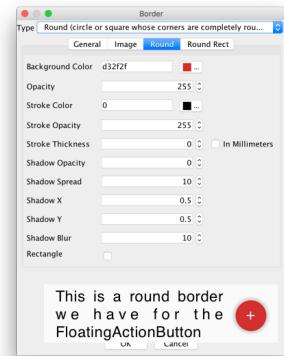 Border
Type Round (circle or square whose corners are completely rou...
General Image Round Round Rect
Background Color d32f2f ...
Opacity 255
Stroke Color 0 ...
Stroke Opacity 255
Stroke Thickness 0 In Millimeters
Shadow Opacity 0
Shadow Spread 10
Shadow X 0.5
Shadow Y 0.5
Shadow Blur 10
Rectangle
This is a round border
we have for the
FloatingActionButton
+
OK Cancel